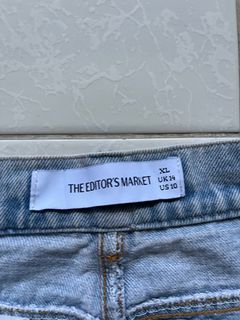 THE EDITOR'S MARKET
XL
UK 14
US 10